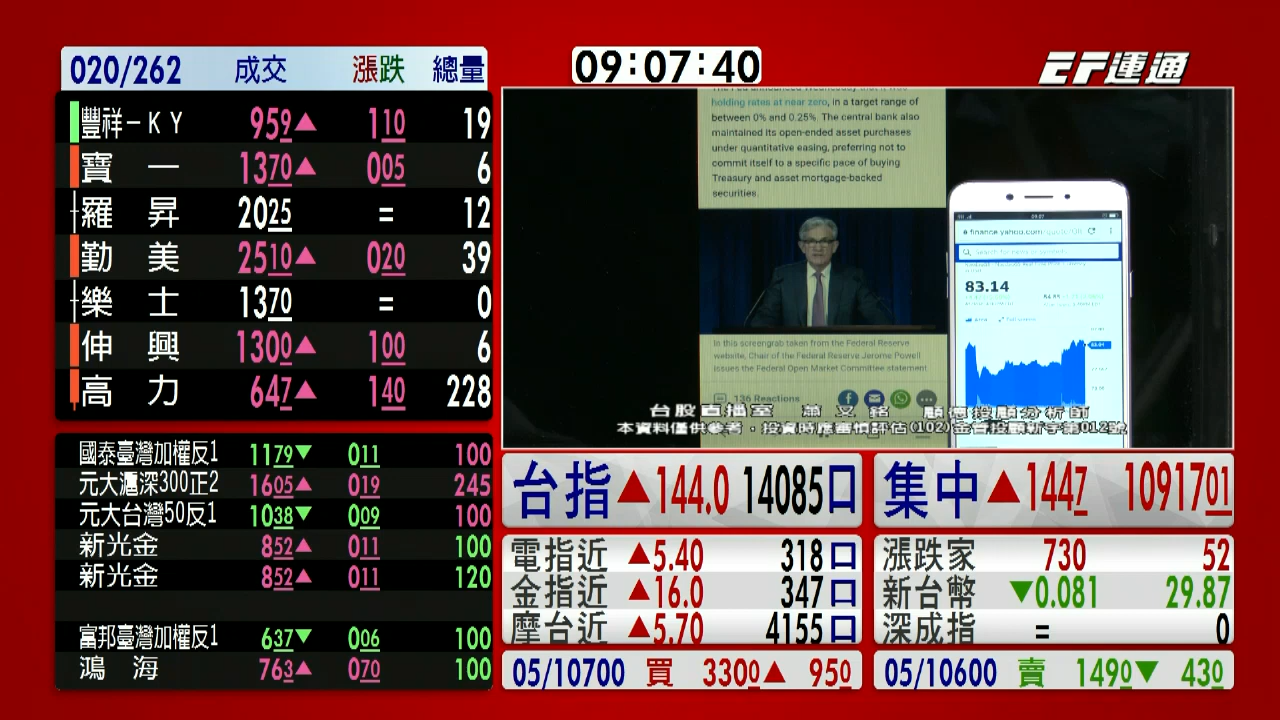 020/262 成交 漲跌 總量
豐祥-KY 959▲ 110 19
寶一 1370▲ 005 6
羅昇 2025 = 12
勤美 2510▲ 020 39
樂士 1370 = 0
伸興 1300▲ 100 6
高力 647▲ 140 228
國泰臺灣加權反1 1179▼ 011 100
元大滬深300正2 1605▲ 019 245
元大台灣50反1 1038▼ 009 100
新光金 852▲ 011 100
新光金 852▲ 011 120
富邦臺灣加權反1 637▼ 006 100
鴻海 763▲ 070 100
09:07:40
EF運通
holding rates at near zero, in a target range of
between 0% and 0.25%. The central bank also
maintained its open-ended asset purchases
under quantitative easing, preferring not to
commit itself to a specific pace of buying
Treasury and asset mortgage-backed
securities.
In this screengrab taken from the Federal Reserve
website, Chair of the Federal Reserve Jerome Powell
issues the Federal Open Market Committee statement
136 Reactions
09:07
finance.yahoo.com
83.14
台股直播室 蕭又銘 顧德投顧分析師
本資料僅供參考，投資時應審慎評估(102)金管投顧新字第012號
台指▲144.0 14085口
電指近 ▲5.40 318口
金指近 ▲16.0 347口
摩台近 ▲5.70 4155口
05/10700 買 3300▲ 950
集中▲1447 1091701
漲跌家 730 52
新台幣 ▼0.081 29.87
深成指 = 0
05/10600 賣 1490▼ 430